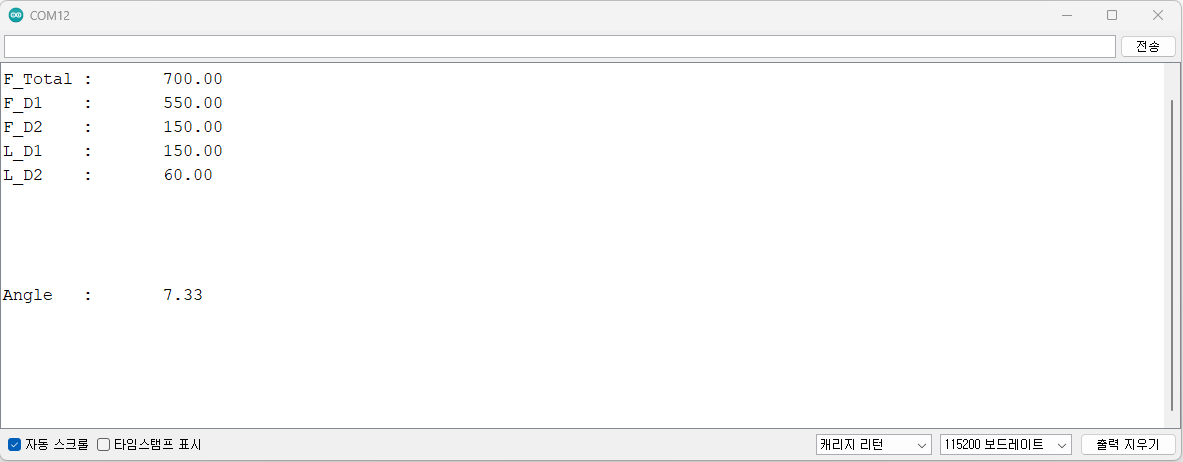 COM12
전송
F_Total : 700.00
F_D1 : 550.00
F_D2 : 150.00
L_D1 : 150.00
L_D2 : 60.00
Angle : 7.33
자동 스크롤 타임스탬프 표시 캐리지 리턴 115200 보드레이트 출력 지우기